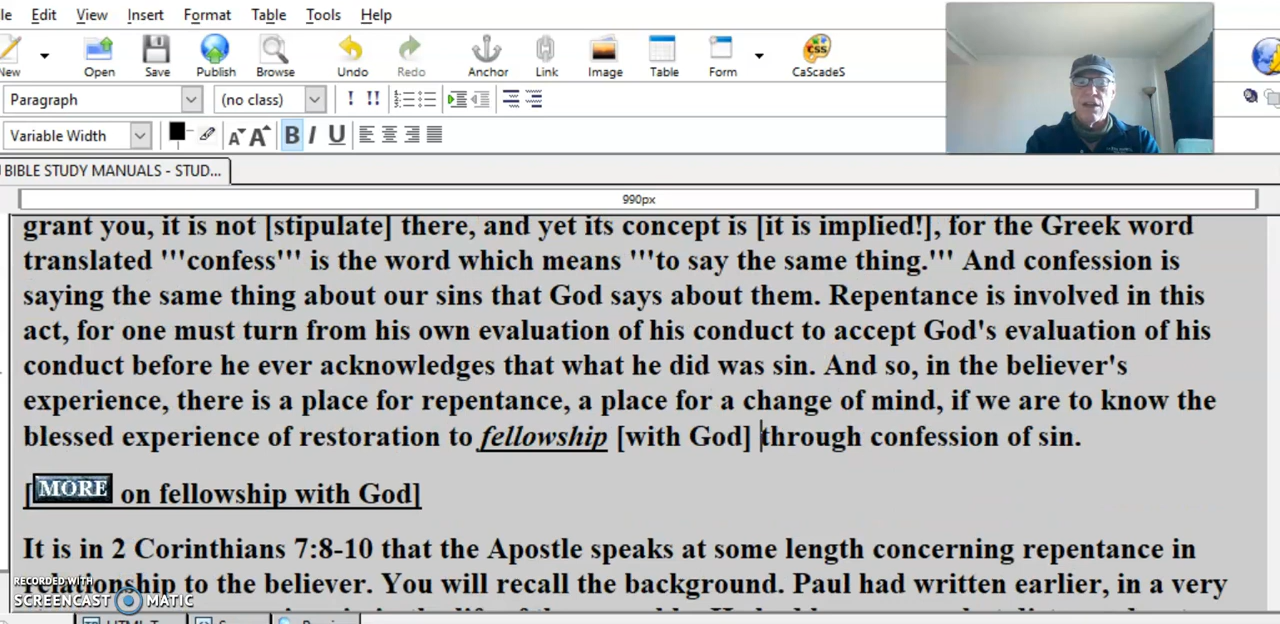 Edit View Insert Format Table Tools Help
New Open Save Publish Browse Undo Redo Anchor Link Image Table Form CaScadeS
css
Paragraph (no class) ! !!
Variable Width A A B I U
BIBLE STUDY MANUALS - STUD...
990px
grant you, it is not [stipulate] there, and yet its concept is [it is implied!], for the Greek word
translated '''confess''' is the word which means '''to say the same thing.''' And confession is
saying the same thing about our sins that God says about them. Repentance is involved in this
act, for one must turn from his own evaluation of his conduct to accept God's evaluation of his
conduct before he ever acknowledges that what he did was sin. And so, in the believer's
experience, there is a place for repentance, a place for a change of mind, if we are to know the
blessed experience of restoration to fellowship [with God] through confession of sin.
[MORE on fellowship with God]
It is in 2 Corinthians 7:8-10 that the Apostle speaks at some length concerning repentance in
relationship to the believer. You will recall the background. Paul had written earlier, in a very
RECORDED WITH
SCREENCAST MATIC